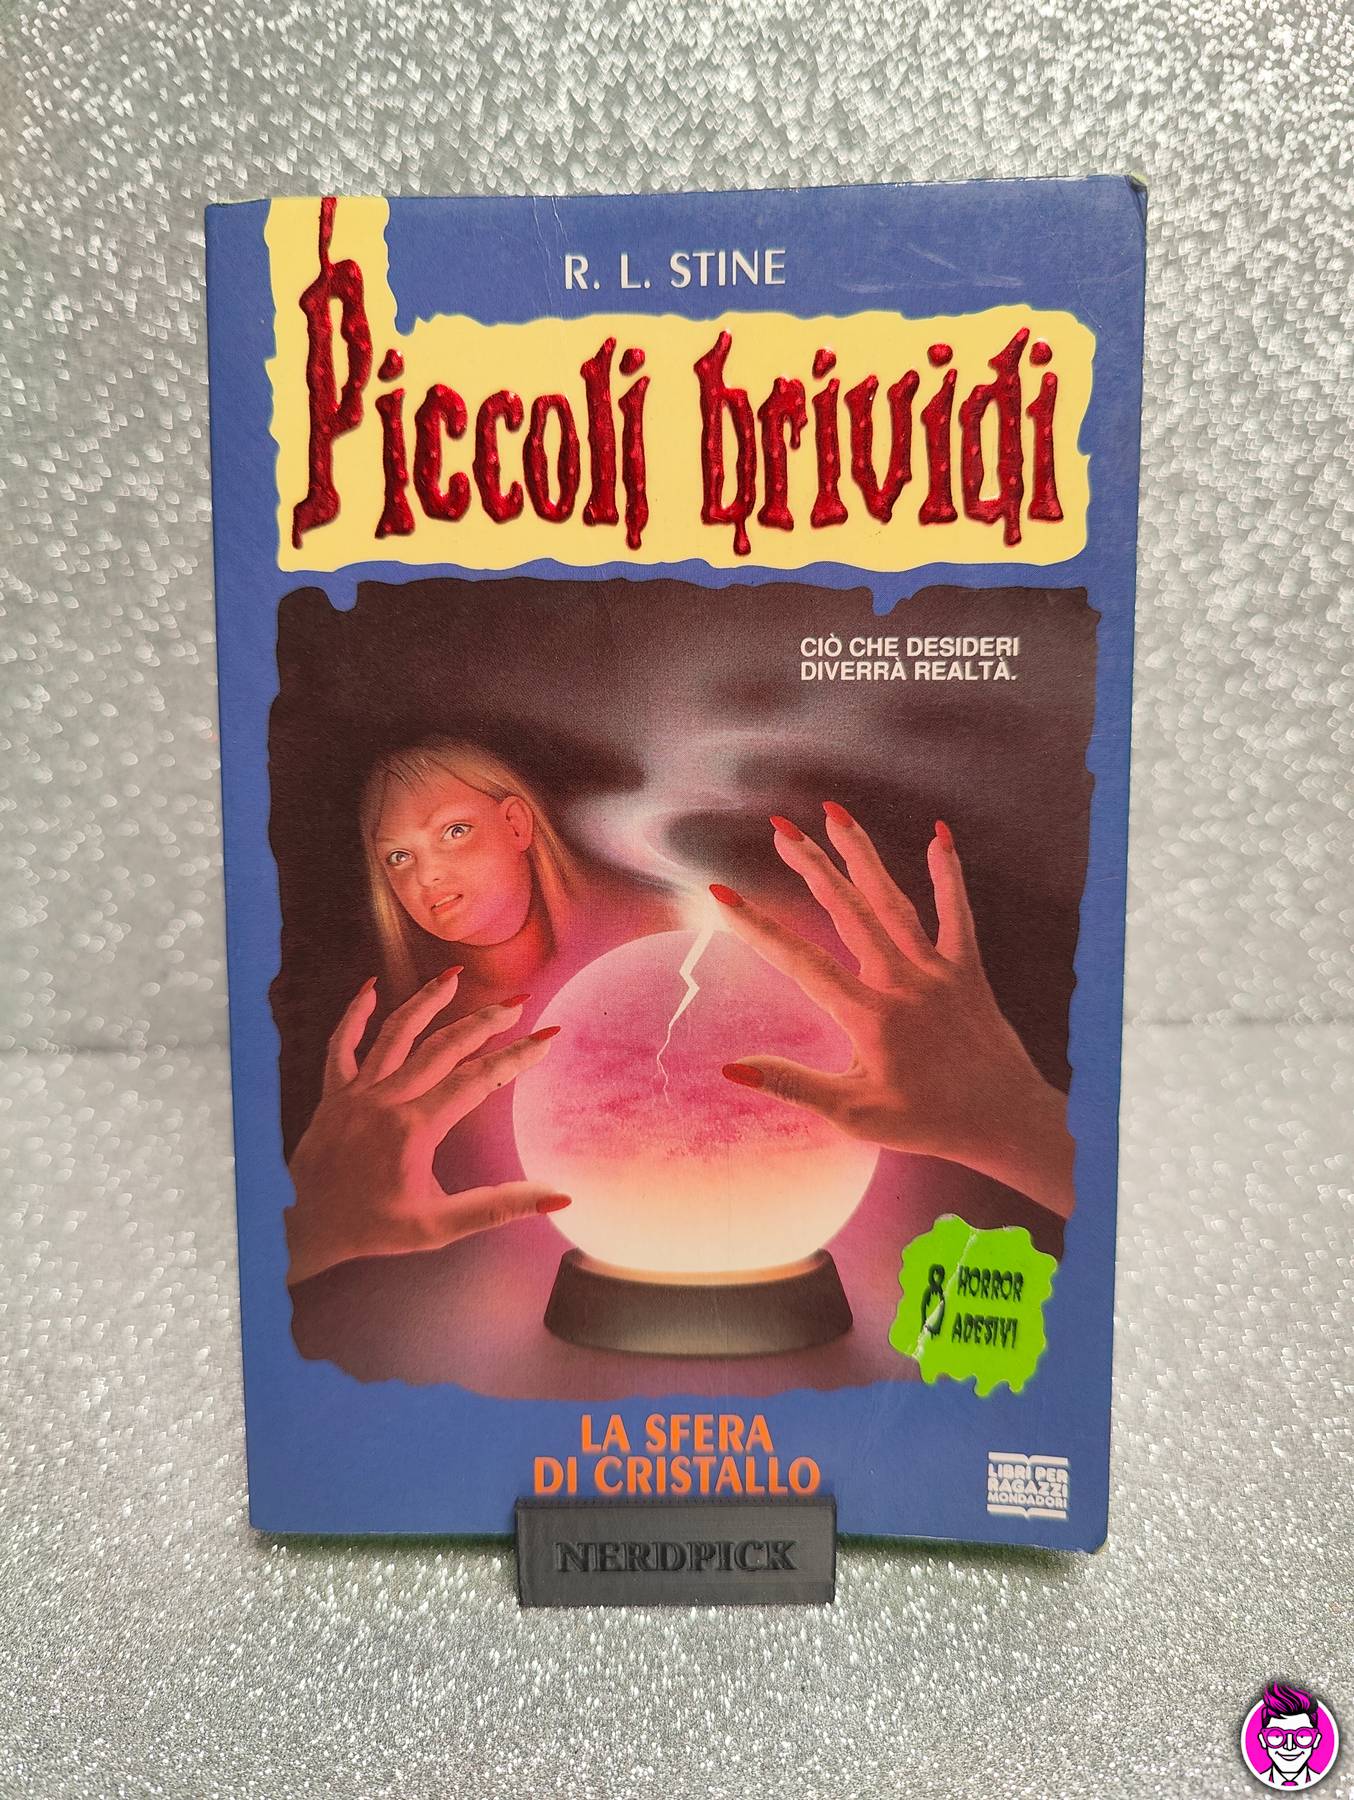 R. L. STINE
Piccoli brividi
CIÒ CHE DESIDERI
DIVERRÀ REALTÀ.
8 HORROR
ADESIVI
LA SFERA
DI CRISTALLO
LIBRI PER
RAGAZZI
MONDADORI
NERDPICK